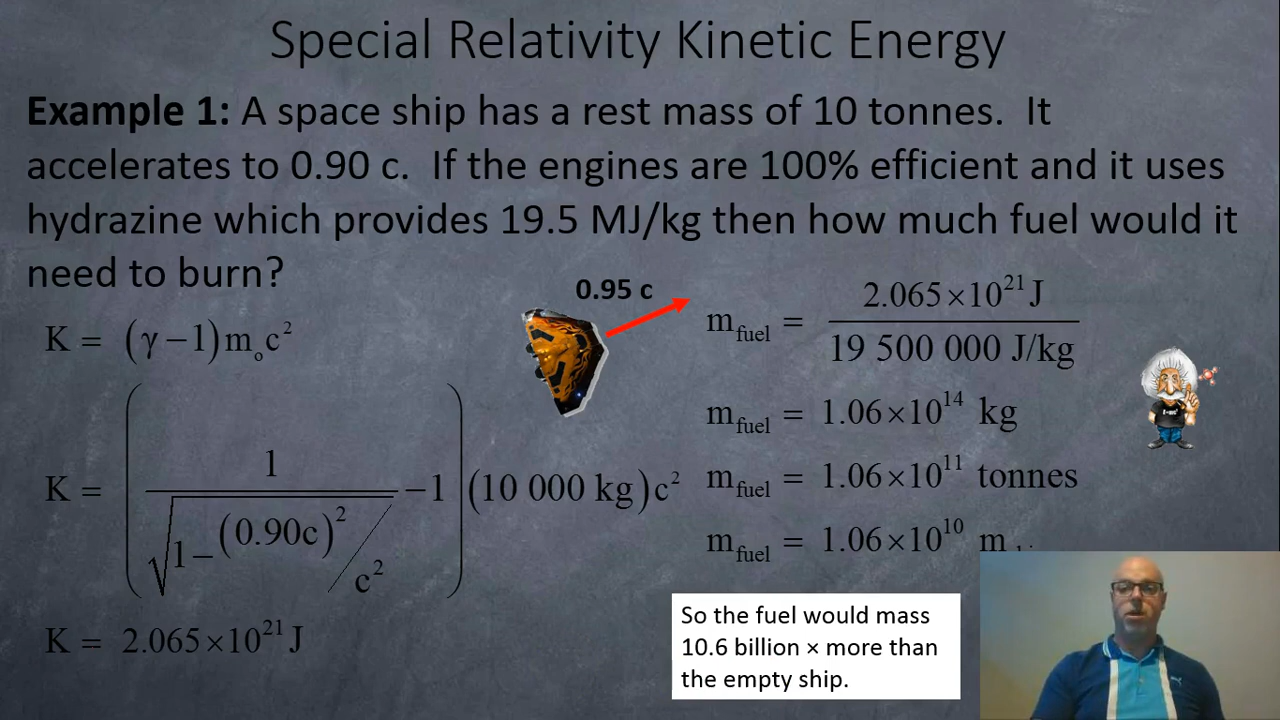 Special Relativity Kinetic Energy
Example 1: A space ship has a rest mass of 10 tonnes. It
accelerates to 0.90 c. If the engines are 100% efficient and it uses
hydrazine which provides 19.5 MJ/kg then how much fuel would it
need to burn?
0.95 c
K = (γ − 1) m₀c²
K = (1 / √(1 − (0.90c)² / c²) − 1) (10 000 kg) c²
K = 2.065×10²¹ J
m_fuel = 2.065×10²¹ J / 19 500 000 J/kg
m_fuel = 1.06×10¹⁴ kg
m_fuel = 1.06×10¹¹ tonnes
m_fuel = 1.06×10¹⁰ m
So the fuel would mass
10.6 billion × more than
the empty ship.